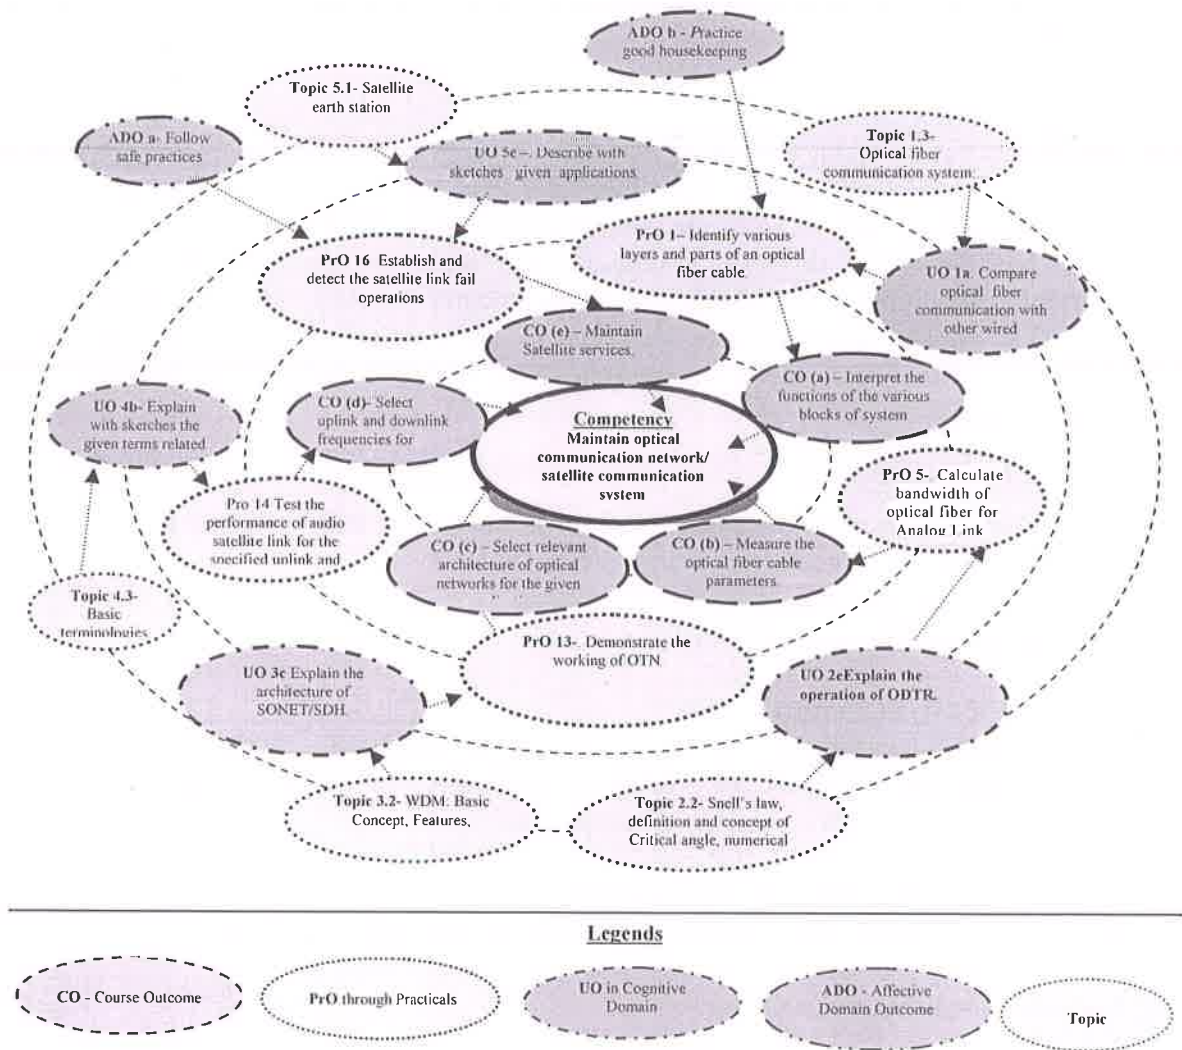 ADO b - Practice
good housekeeping
Topic 5.1- Satellite
earth station
Topic 1.3-
Optical fiber
communication system
ADO a- Follow
safe practices
UO 5e –. Describe with
sketches given applications
PrO 1– Identify various
layers and parts of an optical
fiber cable.
PrO 16 Establish and
detect the satellite link fail
operations
UO 1a. Compare
optical fiber
communication with
other wired
CO (e) – Maintain
Satellite services.
CO (a) – Interpret the
functions of the various
blocks of system
CO (d)- Select
uplink and downlink
frequencies for
UO 4b- Explain
with sketches the
given terms related
Competency
Maintain optical
communication network/
satellite communication
system
PrO 5- Calculate
bandwidth of
optical fiber for
Analog Link
Pro 14 Test the
performance of audio
satellite link for the
specified unlink and
CO (c) – Select relevant
architecture of optical
networks for the given
CO (b) – Measure the
optical fiber cable
parameters.
Topic 4.3-
Basic
terminologies
PrO 13-. Demonstrate the
working of OTN.
UO 3c Explain the
architecture of
SONET/SDH.
UO 2eExplain the
operation of ODTR.
Topic 3.2- WDM: Basic
Concept, Features,
Topic 2.2- Snell's law,
definition and concept of
Critical angle, numerical
Legends
CO - Course Outcome
PrO through Practicals
UO in Cognitive
Domain
ADO - Affective
Domain Outcome
Topic